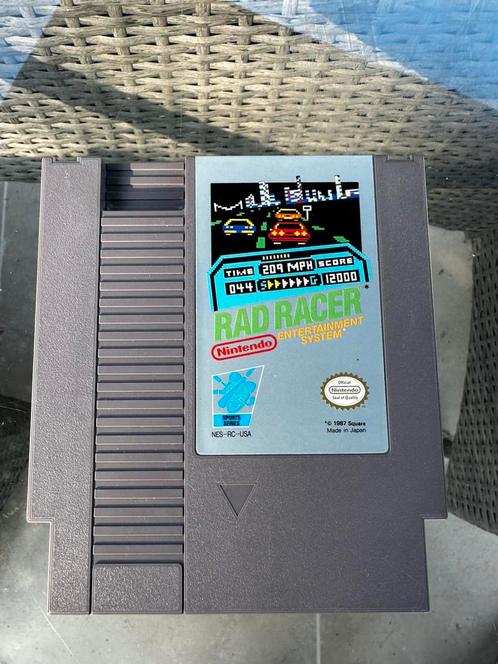 TIME 209 MPH SCORE
044 S G 12000
RAD RACER*
Nintendo
ENTERTAINMENT
SYSTEM*
SPORTS
SERIES
NES-RC-USA
Official
Nintendo
Seal of Quality
*© 1987 Square
Made in Japan